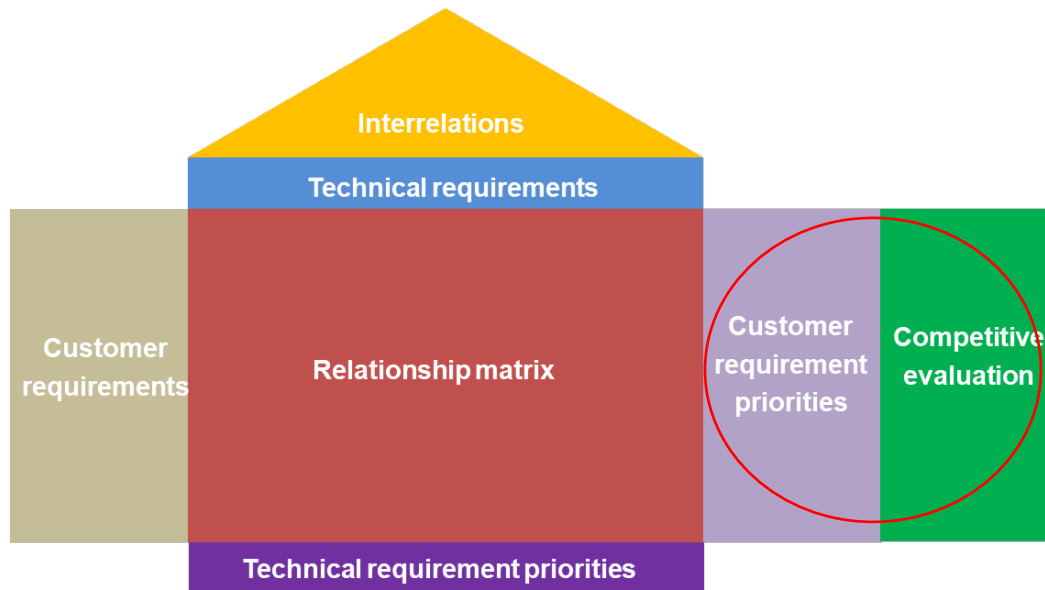 Interrelations
Technical requirements
Customer
requirements
Relationship matrix
Customer
requirement
priorities
Competitive
evaluation
Technical requirement priorities